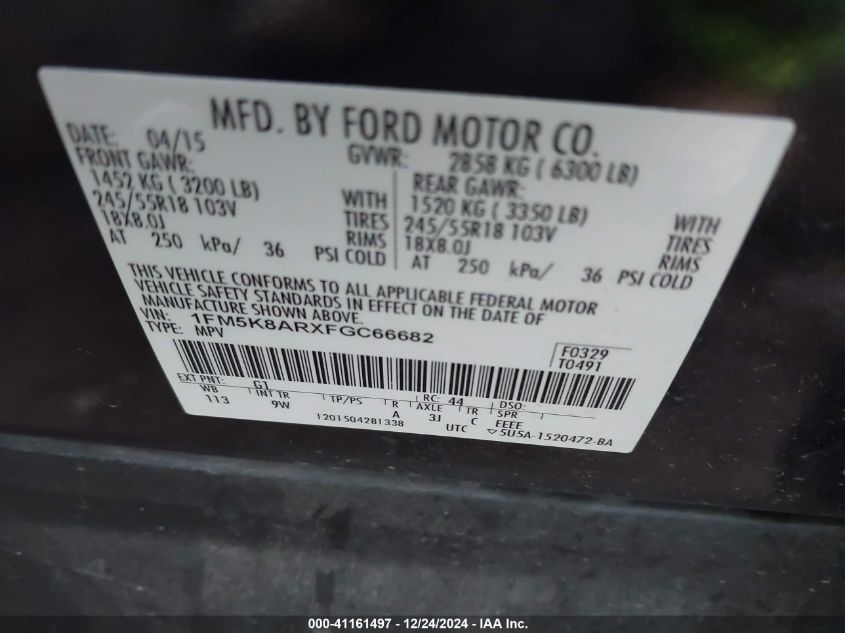 MFD. BY FORD MOTOR CO.
DATE: 04/15 GVWR: 2858 KG ( 6300 LB)
FRONT GAWR: REAR GAWR:
1452 KG ( 3200 LB) WITH 1520 KG ( 3350 LB) WITH
245/55R18 103V TIRES 245/55R18 103V TIRES
18X8.0J RIMS 18X8.0J RIMS
AT 250 kPa/ 36 PSI COLD AT 250 kPa/ 36 PSI COLD
THIS VEHICLE CONFORMS TO ALL APPLICABLE FEDERAL MOTOR
VEHICLE SAFETY STANDARDS IN EFFECT ON THE DATE OF
MANUFACTURE SHOWN ABOVE.
VIN: 1FM5K8ARXFGC66682
TYPE: MPV
F0329
T0491
EXT PNT: G1 RC: 44 DSO:
WB INT TR TP/PS R AXLE TR SPR
113 9W A 3J C EEEE
1201504281338 UTC ▽5U5A-1520472-BA
000-41161497 - 12/24/2024 - IAA Inc.